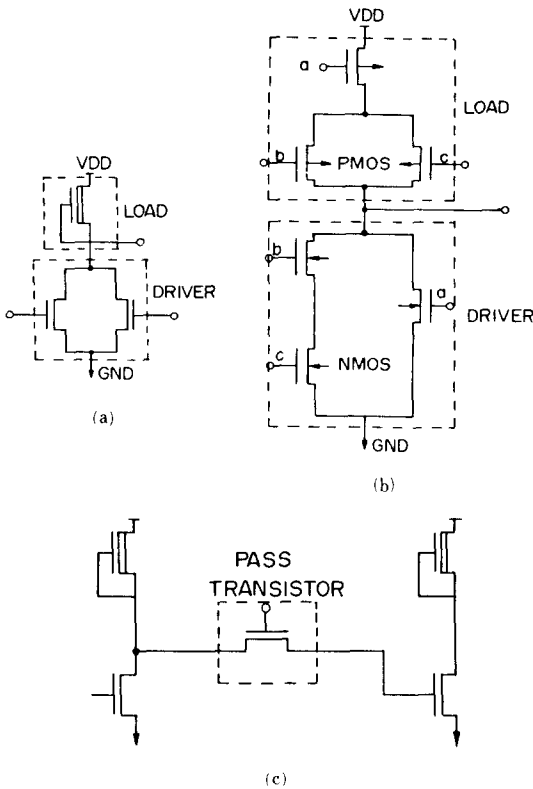 VDD
LOAD
DRIVER
GND
(a)
VDD
a
LOAD
b
PMOS
c
b
a
DRIVER
c
NMOS
GND
(b)
PASS
TRANSISTOR
(c)